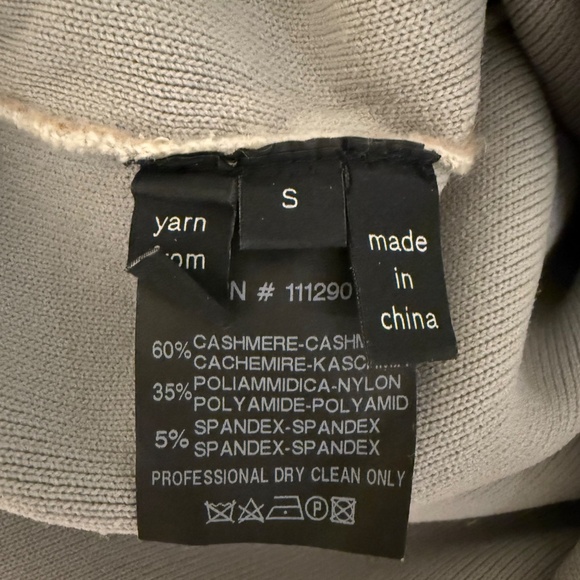 yarn
S
made
in
china
N # 111290
60% CASHMERE-CASHM
CACHEMIRE-KASCHMIR
35% POLIAMMIDICA-NYLON
POLYAMIDE-POLYAMID
5% SPANDEX-SPANDEX
SPANDEX-SPANDEX
PROFESSIONAL DRY CLEAN ONLY
P